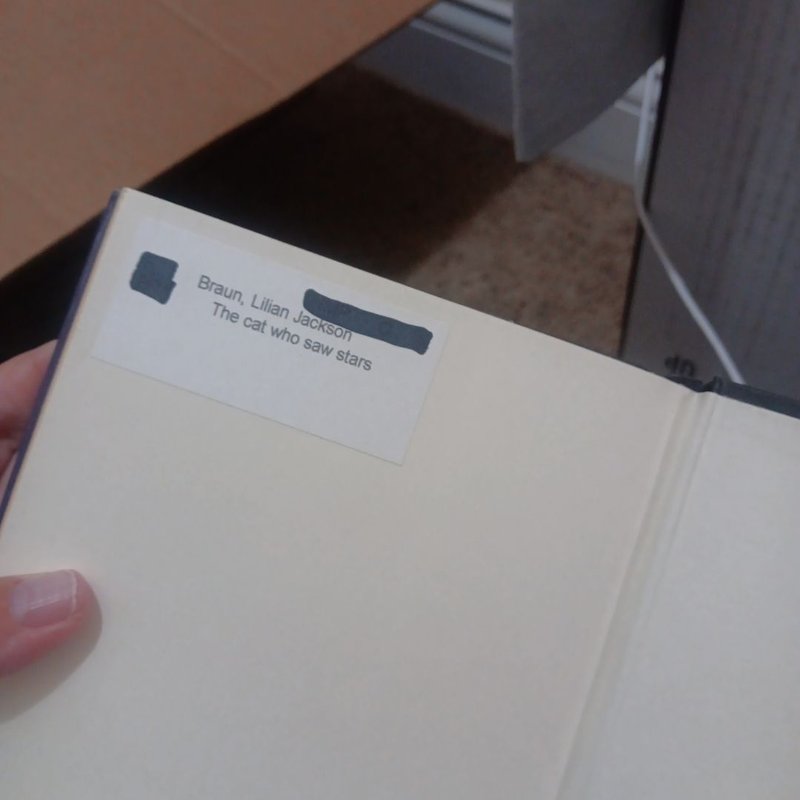 Braun, Lilian Jackson
The cat who saw stars